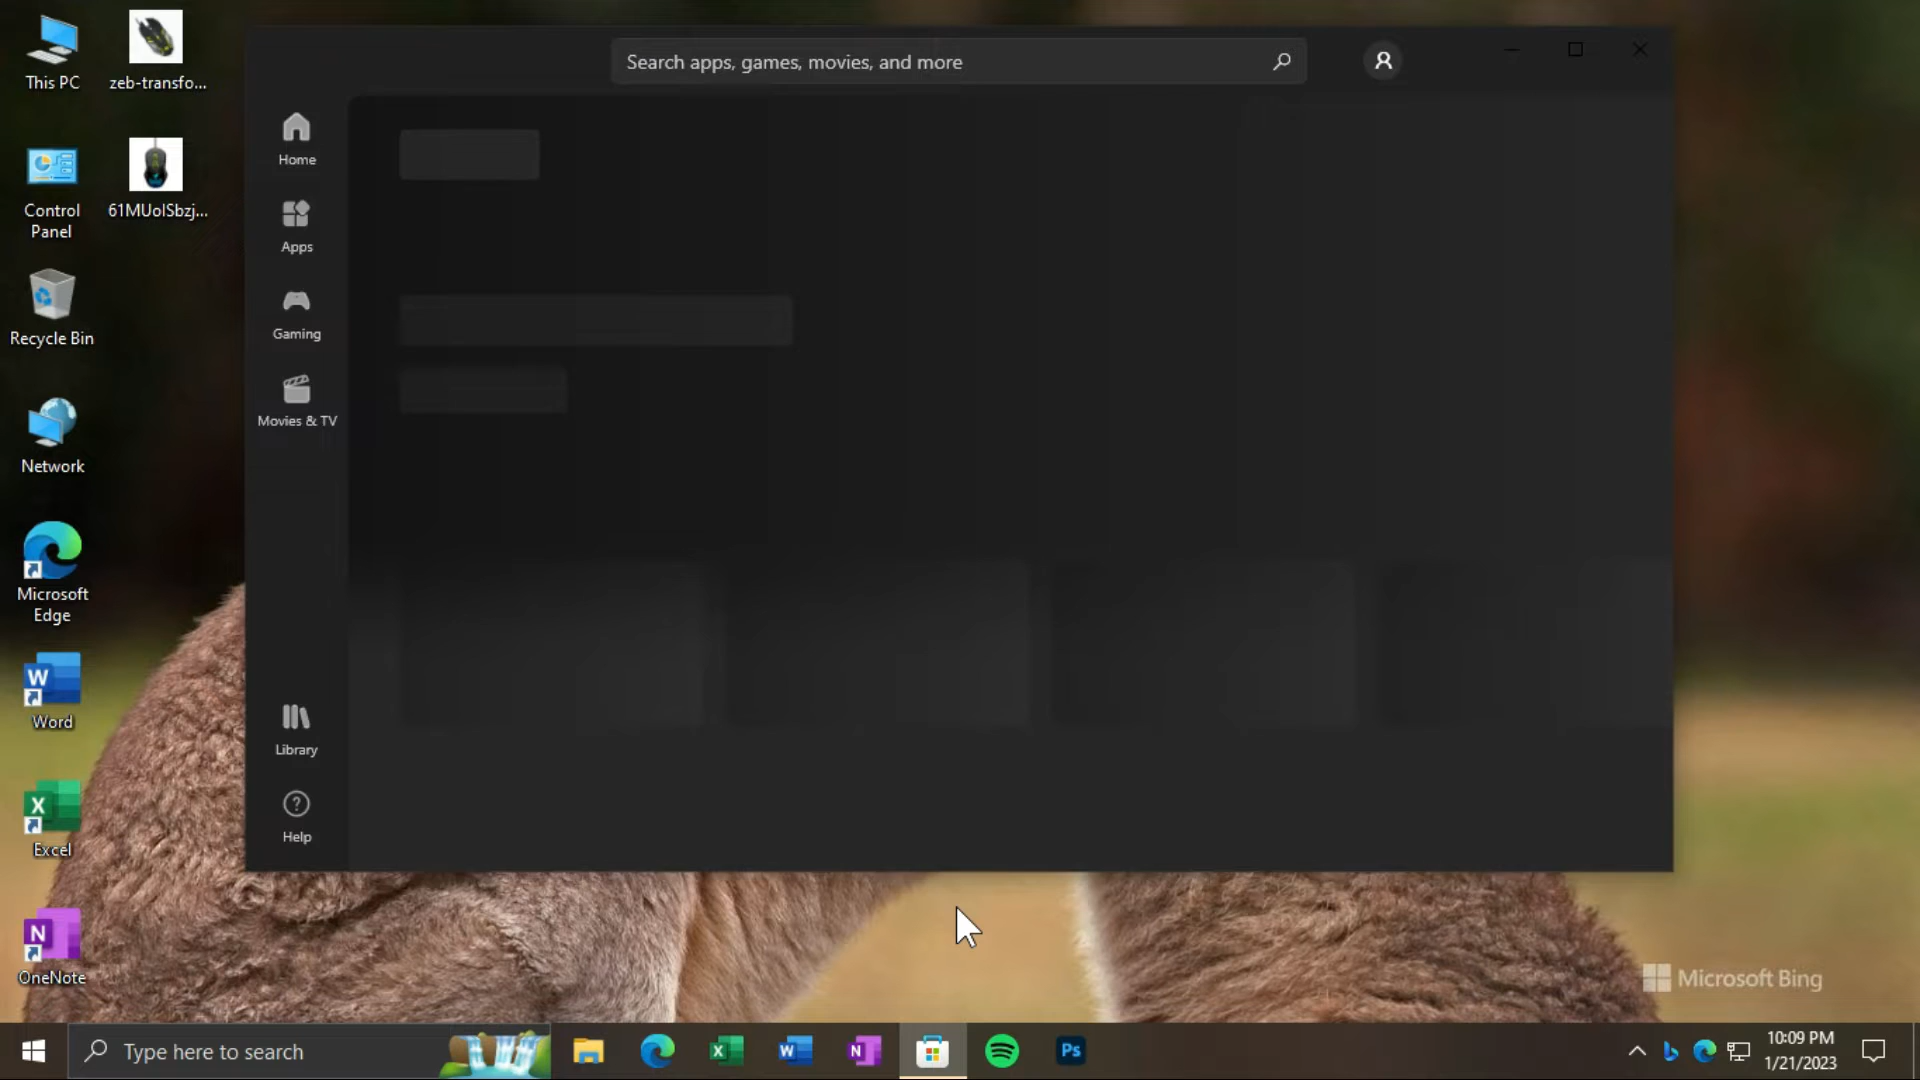 This PC
zeb-transfo...
Control
Panel
61MUolSbzj...
Recycle Bin
Network
Microsoft
Edge
Word
Excel
OneNote
Search apps, games, movies, and more
Home
Apps
Gaming
Movies & TV
Library
Help
Microsoft Bing
Type here to search
10:09 PM
1/21/2023